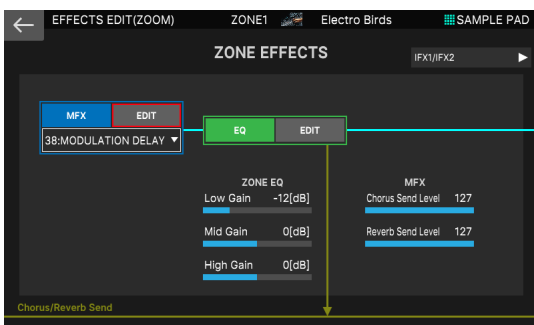 EFFECTS EDIT(ZOOM) ZONE1 Electro Birds SAMPLE PAD
ZONE EFFECTS
IFX1/IFX2
MFX EDIT
38:MODULATION DELAY
EQ EDIT
ZONE EQ
Low Gain -12[dB]
Mid Gain 0[dB]
High Gain 0[dB]
MFX
Chorus Send Level 127
Reverb Send Level 127
Chorus/Reverb Send